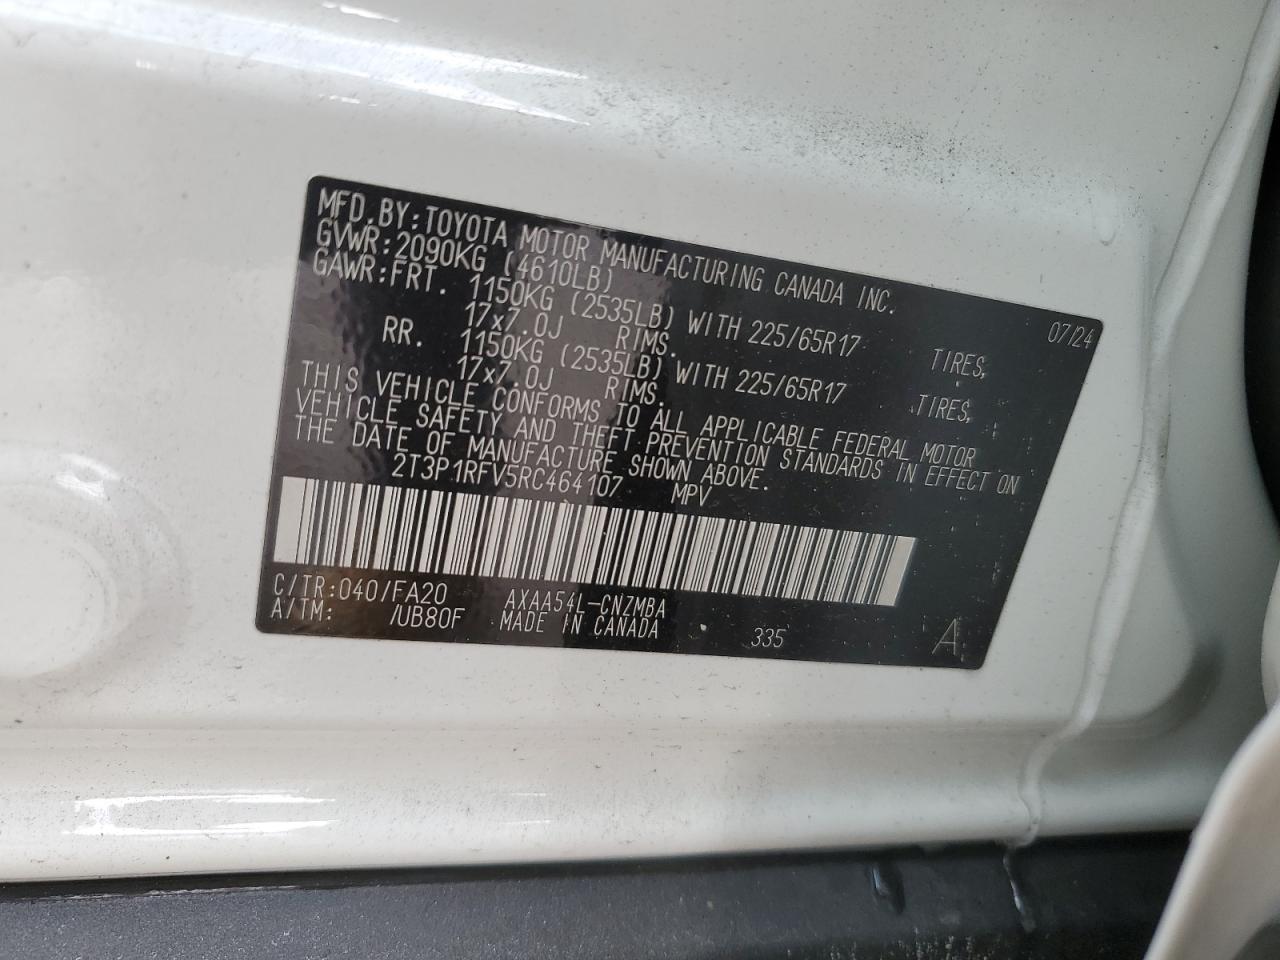 MFD.BY:TOYOTA MOTOR MANUFACTURING CANADA INC.
GVWR:2090KG (4610LB) 07/24
GAWR:FRT. 1150KG (2535LB) WITH 225/65R17 TIRES,
17x7.0J RIMS.
RR. 1150KG (2535LB) WITH 225/65R17 TIRES,
17x7.0J RIMS.
THIS VEHICLE CONFORMS TO ALL APPLICABLE FEDERAL MOTOR
VEHICLE SAFETY AND THEFT PREVENTION STANDARDS IN EFFECT ON
THE DATE OF MANUFACTURE SHOWN ABOVE.
2T3P1RFV5RC464107 MPV
C/TR:040/FA20 AXAA54L-CNZMBA
A/TM: /UB80F MADE IN CANADA 335 A